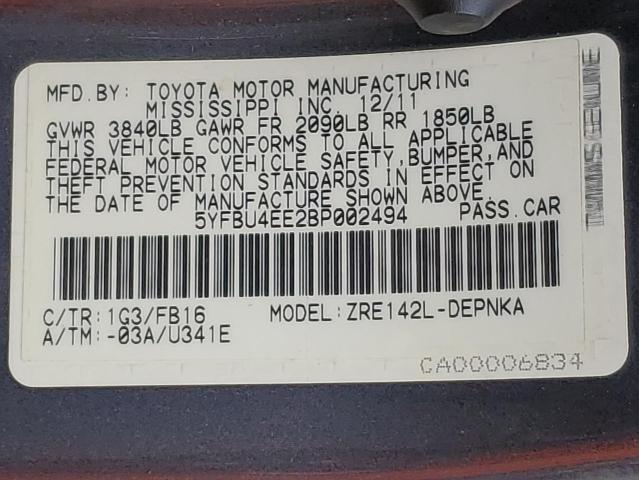 MFD.BY: TOYOTA MOTOR MANUFACTURING
MISSISSIPPI INC. 12/11
GVWR 3840LB GAWR FR 2090LB RR 1850LB
THIS VEHICLE CONFORMS TO ALL APPLICABLE
FEDERAL MOTOR VEHICLE SAFETY,BUMPER,AND
THEFT PREVENTION STANDARDS IN EFFECT ON
THE DATE OF MANUFACTURE SHOWN ABOVE.
5YFBU4EE2BP002494 PASS.CAR
C/TR:1G3/FB16 MODEL:ZRE142L-DEPNKA
A/TM:-03A/U341E
CA00006834